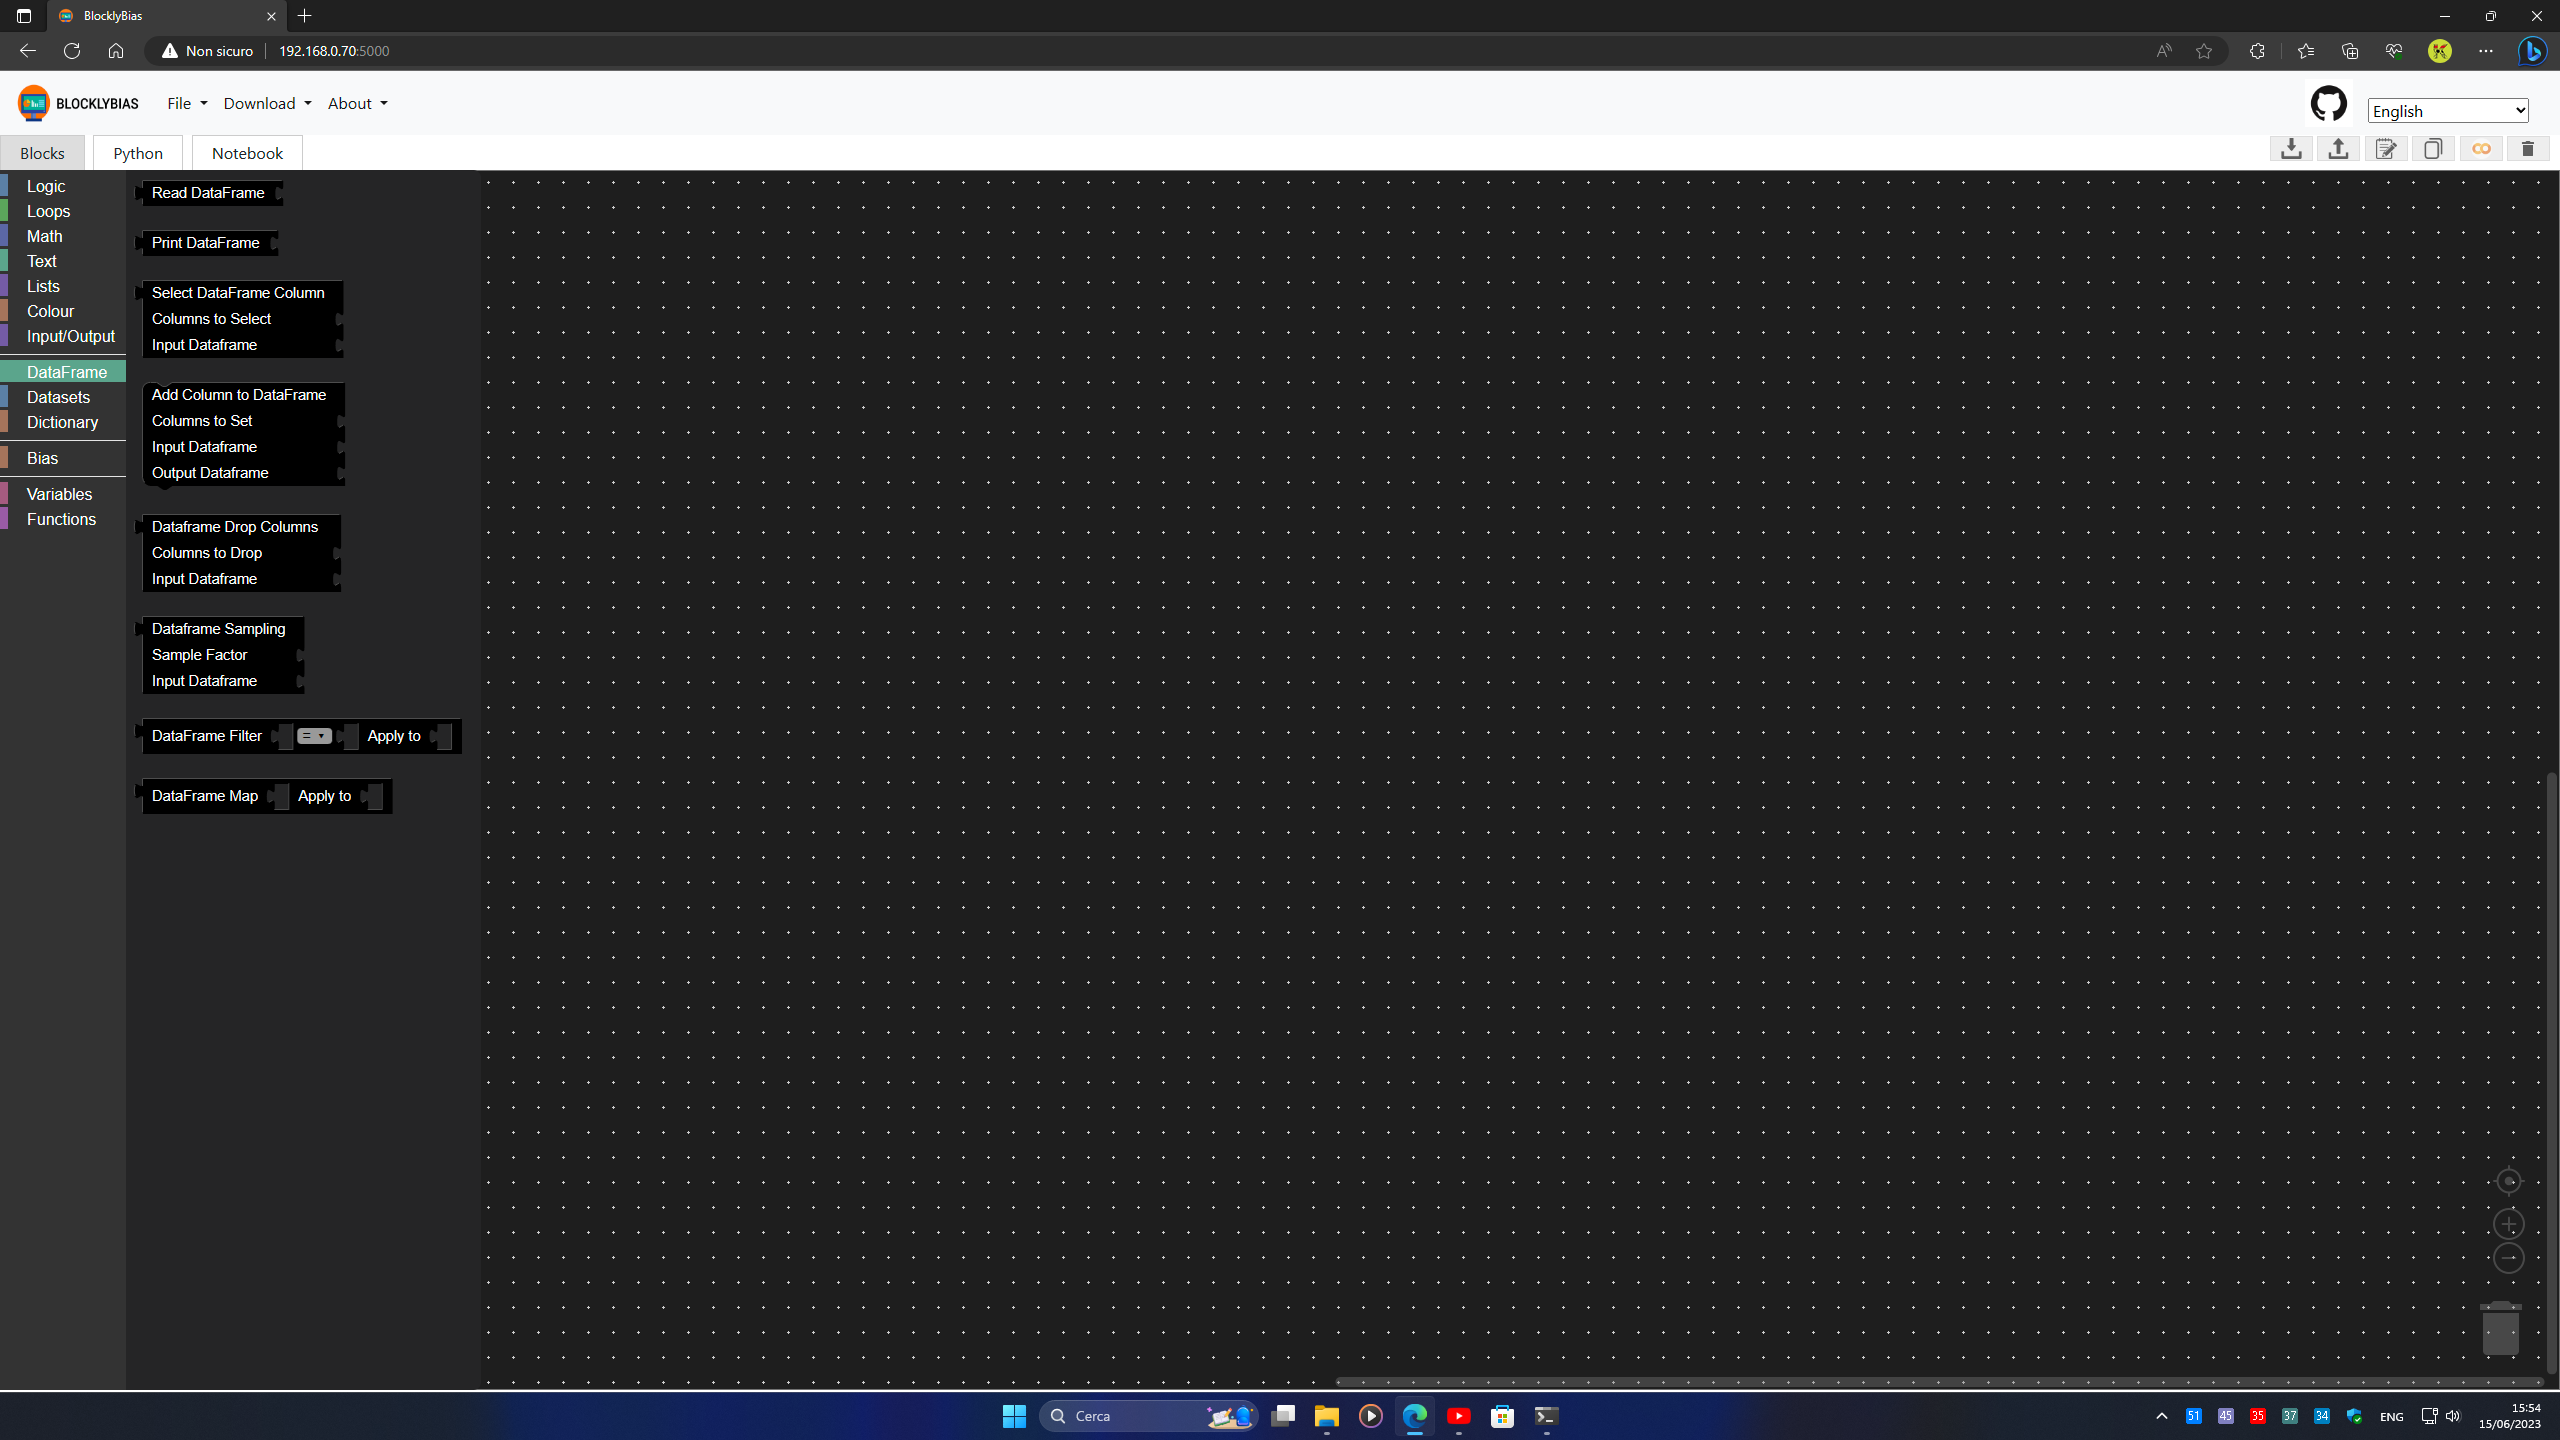 BlocklyBias
Non sicuro
192.168.0.70:5000
BLOCKLYBIAS
File
Download
About
English
Blocks
Python
Notebook
Logic
Loops
Math
Text
Lists
Colour
Input/Output
DataFrame
Datasets
Dictionary
Bias
Variables
Functions
Read DataFrame
Print DataFrame
Select DataFrame Column
Columns to Select
Input Dataframe
Add Column to DataFrame
Columns to Set
Input Dataframe
Output Dataframe
Dataframe Drop Columns
Columns to Drop
Input Dataframe
Dataframe Sampling
Sample Factor
Input Dataframe
DataFrame Filter = Apply to
DataFrame Map Apply to
Cerca
51 45 35 37 34
ENG
15:54
15/06/2023